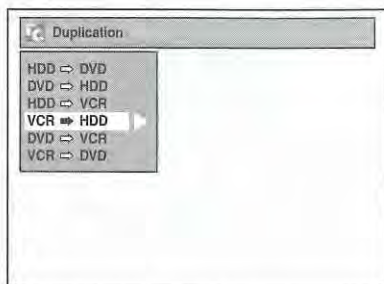 Duplication
HDD ⇨ DVD
DVD ⇨ HDD
HDD ⇨ VCR
VCR ➡ HDD
DVD ⇨ VCR
VCR ⇨ DVD